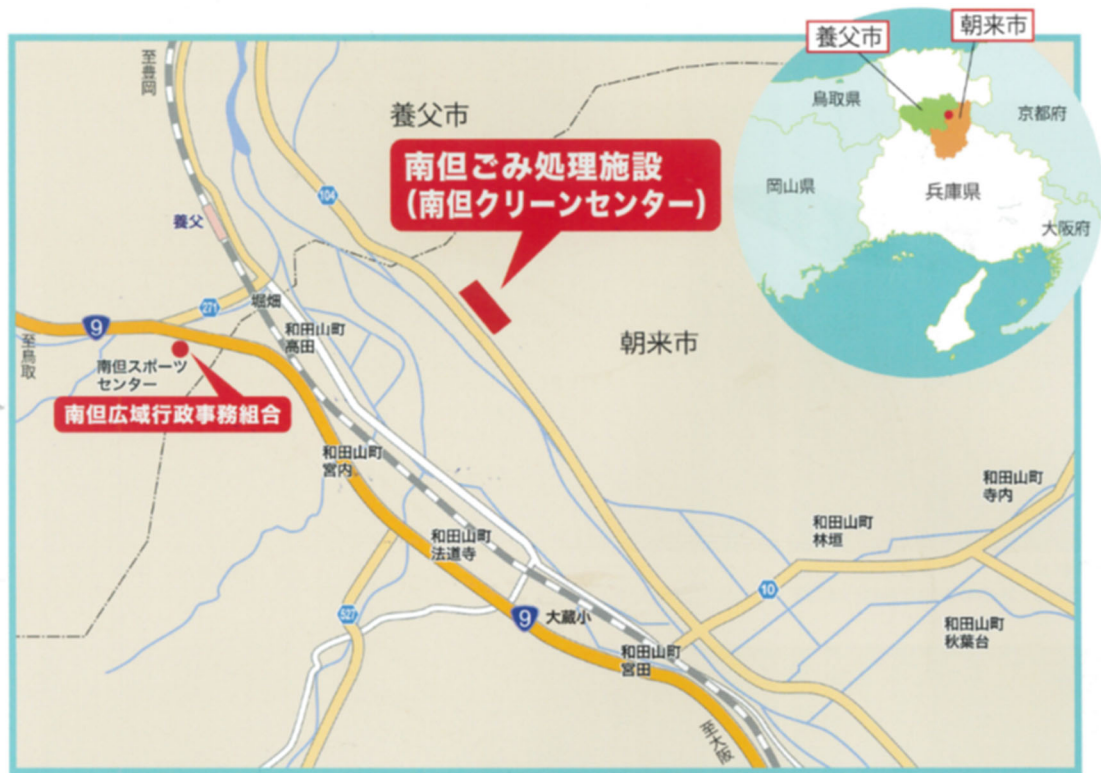 養父市
朝来市
鳥取県
京都府
岡山県
兵庫県
大阪府
至豊岡
養父市
南但ごみ処理施設
(南但クリーンセンター)
104
養父
271
堀畑
9
和田山町
高田
朝来市
至鳥取
南但スポーツ
センター
南但広域行政事務組合
和田山町
宮内
和田山町
寺内
和田山町
林垣
和田山町
法道寺
10
527
9
大蔵小
和田山町
秋葉台
和田山町
宮田
至大阪